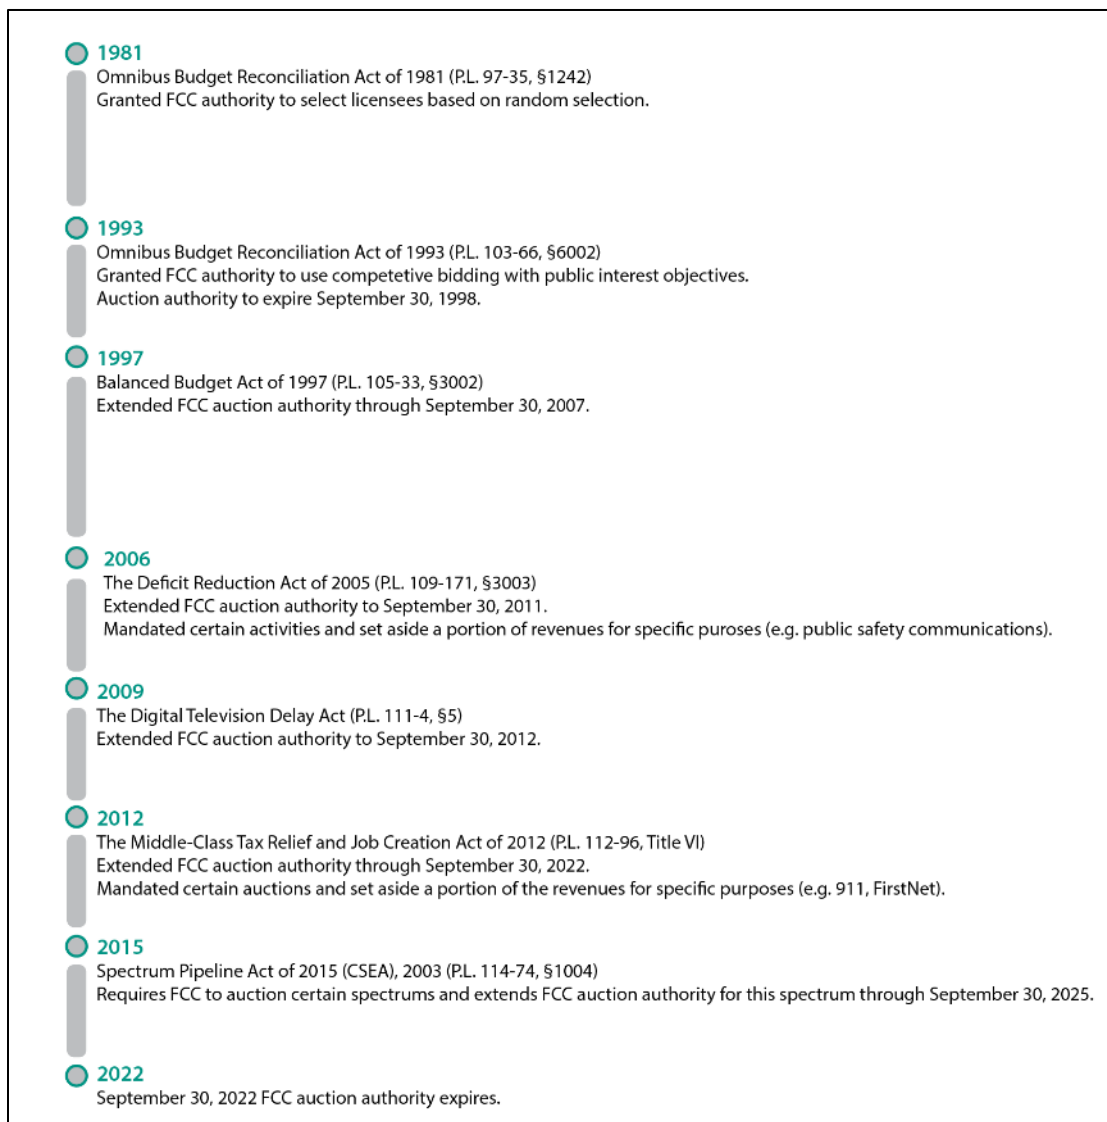 1981
Omnibus Budget Reconciliation Act of 1981 (P.L. 97-35, §1242)
Granted FCC authority to select licensees based on random selection.
1993
Omnibus Budget Reconciliation Act of 1993 (P.L. 103-66, §6002)
Granted FCC authority to use competetive bidding with public interest objectives.
Auction authority to expire September 30, 1998.
1997
Balanced Budget Act of 1997 (P.L. 105-33, §3002)
Extended FCC auction authority through September 30, 2007.
2006
The Deficit Reduction Act of 2005 (P.L. 109-171, §3003)
Extended FCC auction authority to September 30, 2011.
Mandated certain activities and set aside a portion of revenues for specific puroses (e.g. public safety communications).
2009
The Digital Television Delay Act (P.L. 111-4, §5)
Extended FCC auction authority to September 30, 2012.
2012
The Middle-Class Tax Relief and Job Creation Act of 2012 (P.L. 112-96, Title VI)
Extended FCC auction authority through September 30, 2022.
Mandated certain auctions and set aside a portion of the revenues for specific purposes (e.g. 911, FirstNet).
2015
Spectrum Pipeline Act of 2015 (CSEA), 2003 (P.L. 114-74, §1004)
Requires FCC to auction certain spectrums and extends FCC auction authority for this spectrum through September 30, 2025.
2022
September 30, 2022 FCC auction authority expires.